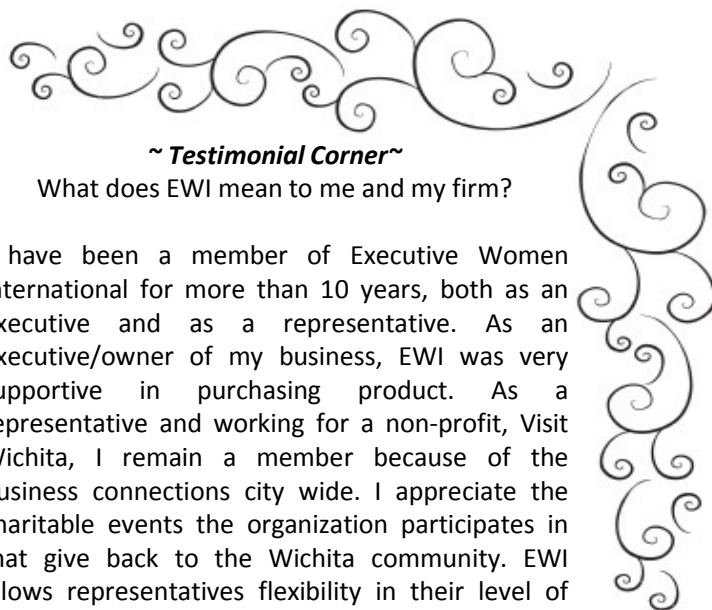 ~ Testimonial Corner~
What does EWI mean to me and my firm?
have been a member of Executive Women
nternational for more than 10 years, both as an
xecutive and as a representative. As an
xecutive/owner of my business, EWI was very
upportive in purchasing product. As a
epresentative and working for a non-profit, Visit
Wichita, I remain a member because of the
usiness connections city wide. I appreciate the
haritable events the organization participates in
hat give back to the Wichita community. EWI
llows representatives flexibility in their level of